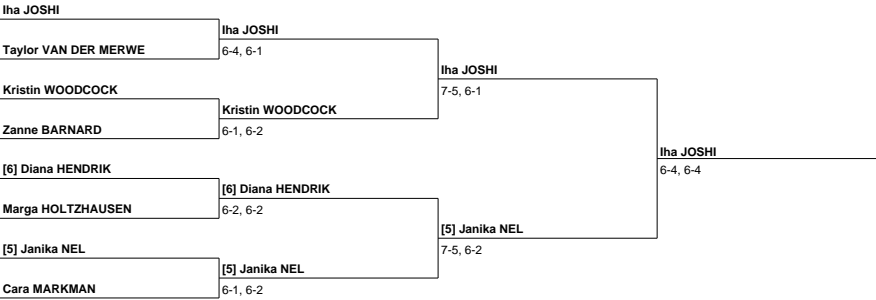 Iha JOSHI
Taylor VAN DER MERWE
Kristin WOODCOCK
Zanne BARNARD
[6] Diana HENDRIK
Marga HOLTZHAUSEN
[5] Janika NEL
Cara MARKMAN
Iha JOSHI
6-4, 6-1
Kristin WOODCOCK
6-1, 6-2
[6] Diana HENDRIK
6-2, 6-2
[5] Janika NEL
6-1, 6-2
Iha JOSHI
7-5, 6-1
[5] Janika NEL
7-5, 6-2
Iha JOSHI
6-4, 6-4